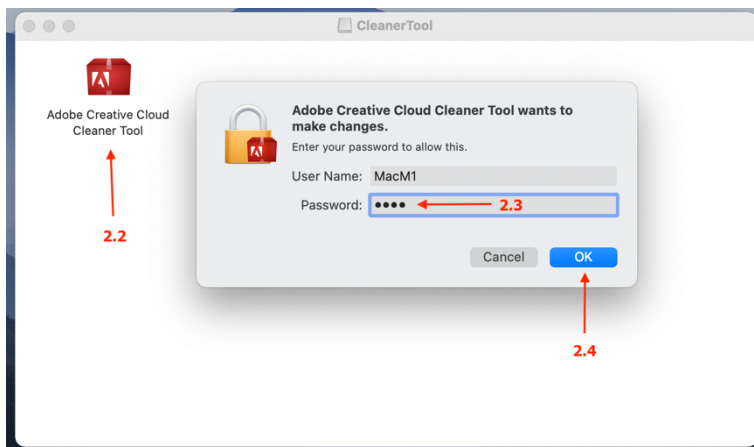 CleanerTool
Adobe Creative Cloud
Cleaner Tool
2.2
Adobe Creative Cloud Cleaner Tool wants to
make changes.
Enter your password to allow this.
User Name: MacM1
Password: •••• 2.3
Cancel OK
2.4